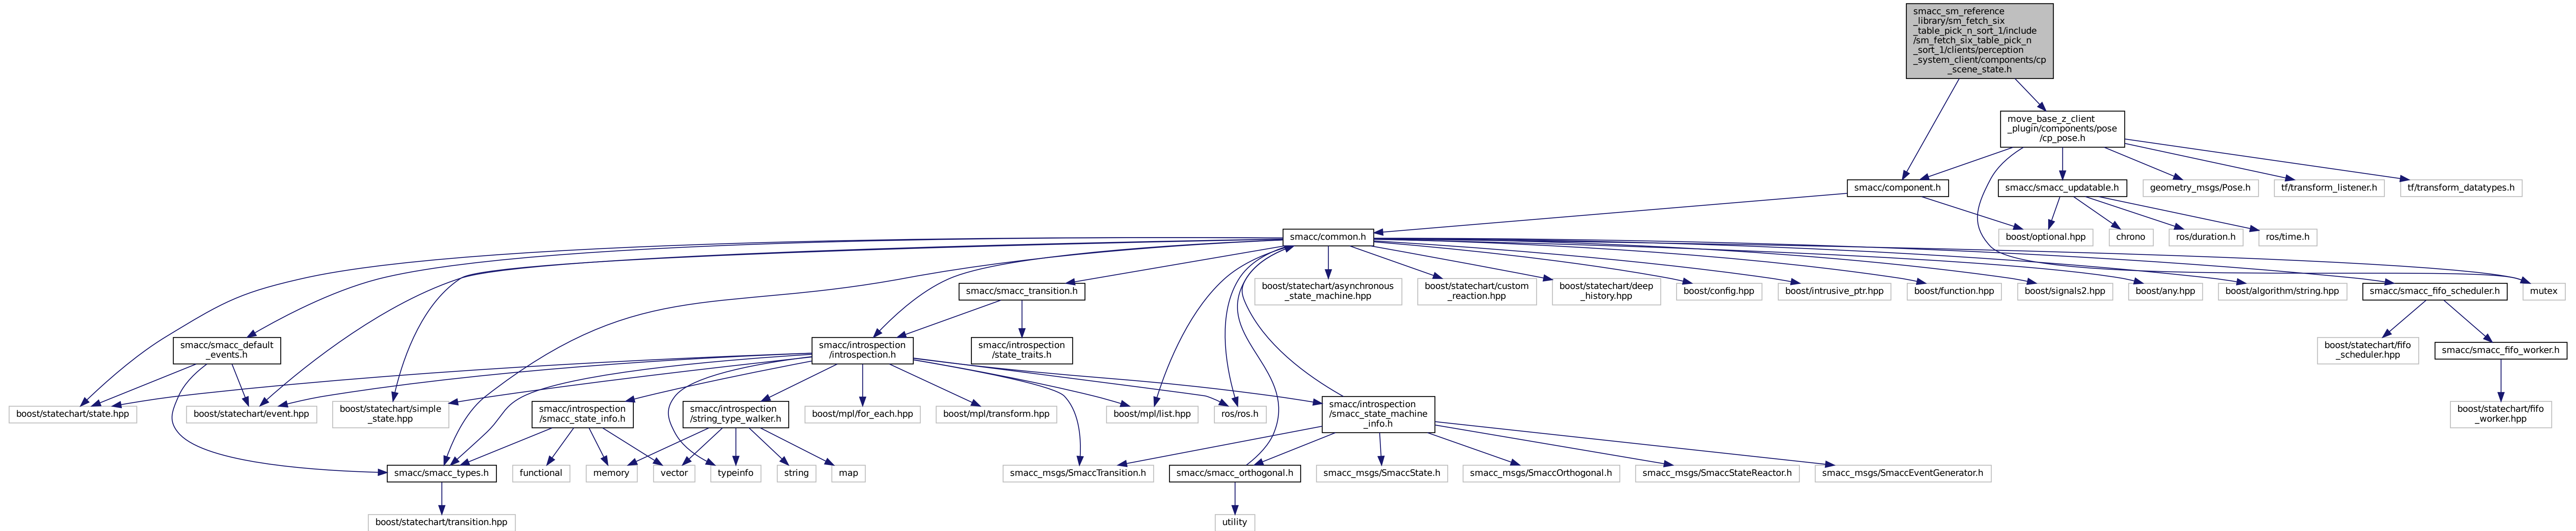 smacc_sm_reference
_library/sm_fetch_six
_table_pick_n_sort_1/include
/sm_fetch_six_table_pick_n
_sort_1/clients/perception
_system_client/components/cp
_scene_state.h
move_base_z_client
_plugin/components/pose
/cp_pose.h
smacc/component.h
smacc/smacc_updatable.h
geometry_msgs/Pose.h
tf/transform_listener.h
tf/transform_datatypes.h
smacc/common.h
boost/optional.hpp
chrono
ros/duration.h
ros/time.h
smacc/smacc_transition.h
boost/statechart/asynchronous
_state_machine.hpp
boost/statechart/custom
_reaction.hpp
boost/statechart/deep
_history.hpp
boost/config.hpp
boost/intrusive_ptr.hpp
boost/function.hpp
boost/signals2.hpp
boost/any.hpp
boost/algorithm/string.hpp
smacc/smacc_fifo_scheduler.h
mutex
smacc/smacc_default
_events.h
smacc/introspection
/introspection.h
smacc/introspection
/state_traits.h
boost/statechart/fifo
_scheduler.hpp
smacc/smacc_fifo_worker.h
boost/statechart/state.hpp
boost/statechart/event.hpp
boost/statechart/simple
_state.hpp
smacc/introspection
/smacc_state_info.h
smacc/introspection
/string_type_walker.h
boost/mpl/for_each.hpp
boost/mpl/transform.hpp
boost/mpl/list.hpp
ros/ros.h
smacc/introspection
/smacc_state_machine
_info.h
boost/statechart/fifo
_worker.hpp
smacc/smacc_types.h
functional
memory
vector
typeinfo
string
map
smacc_msgs/SmaccTransition.h
smacc/smacc_orthogonal.h
smacc_msgs/SmaccState.h
smacc_msgs/SmaccOrthogonal.h
smacc_msgs/SmaccStateReactor.h
smacc_msgs/SmaccEventGenerator.h
boost/statechart/transition.hpp
utility